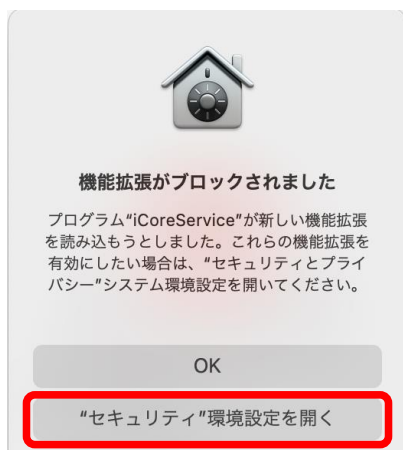 機能拡張がブロックされました
プログラム“iCoreService”が新しい機能拡張
を読み込もうとしました。これらの機能拡張を
有効にしたい場合は、“セキュリティとプライ
バシー”システム環境設定を開いてください。
OK
“セキュリティ”環境設定を開く